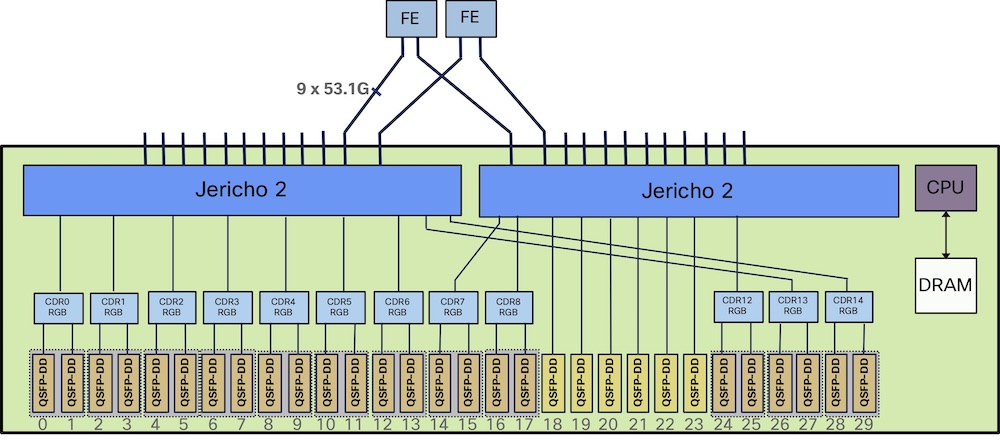 FE FE
9 x 53.1G
Jericho 2 Jericho 2 CPU
DRAM
CDR0 CDR1 CDR2 CDR3 CDR4 CDR5 CDR6 CDR7 CDR8 CDR12 CDR13 CDR14
RGB RGB RGB RGB RGB RGB RGB RGB RGB RGB RGB RGB
QSFP-DD QSFP-DD QSFP-DD QSFP-DD QSFP-DD QSFP-DD QSFP-DD QSFP-DD QSFP-DD QSFP-DD QSFP-DD QSFP-DD QSFP-DD QSFP-DD QSFP-DD QSFP-DD QSFP-DD QSFP-DD QSFP-DD QSFP-DD QSFP-DD QSFP-DD QSFP-DD QSFP-DD QSFP-DD QSFP-DD QSFP-DD QSFP-DD QSFP-DD QSFP-DD
0 1 2 3 4 5 6 7 8 9 10 11 12 13 14 15 16 17 18 19 20 21 22 23 24 25 26 27 28 29